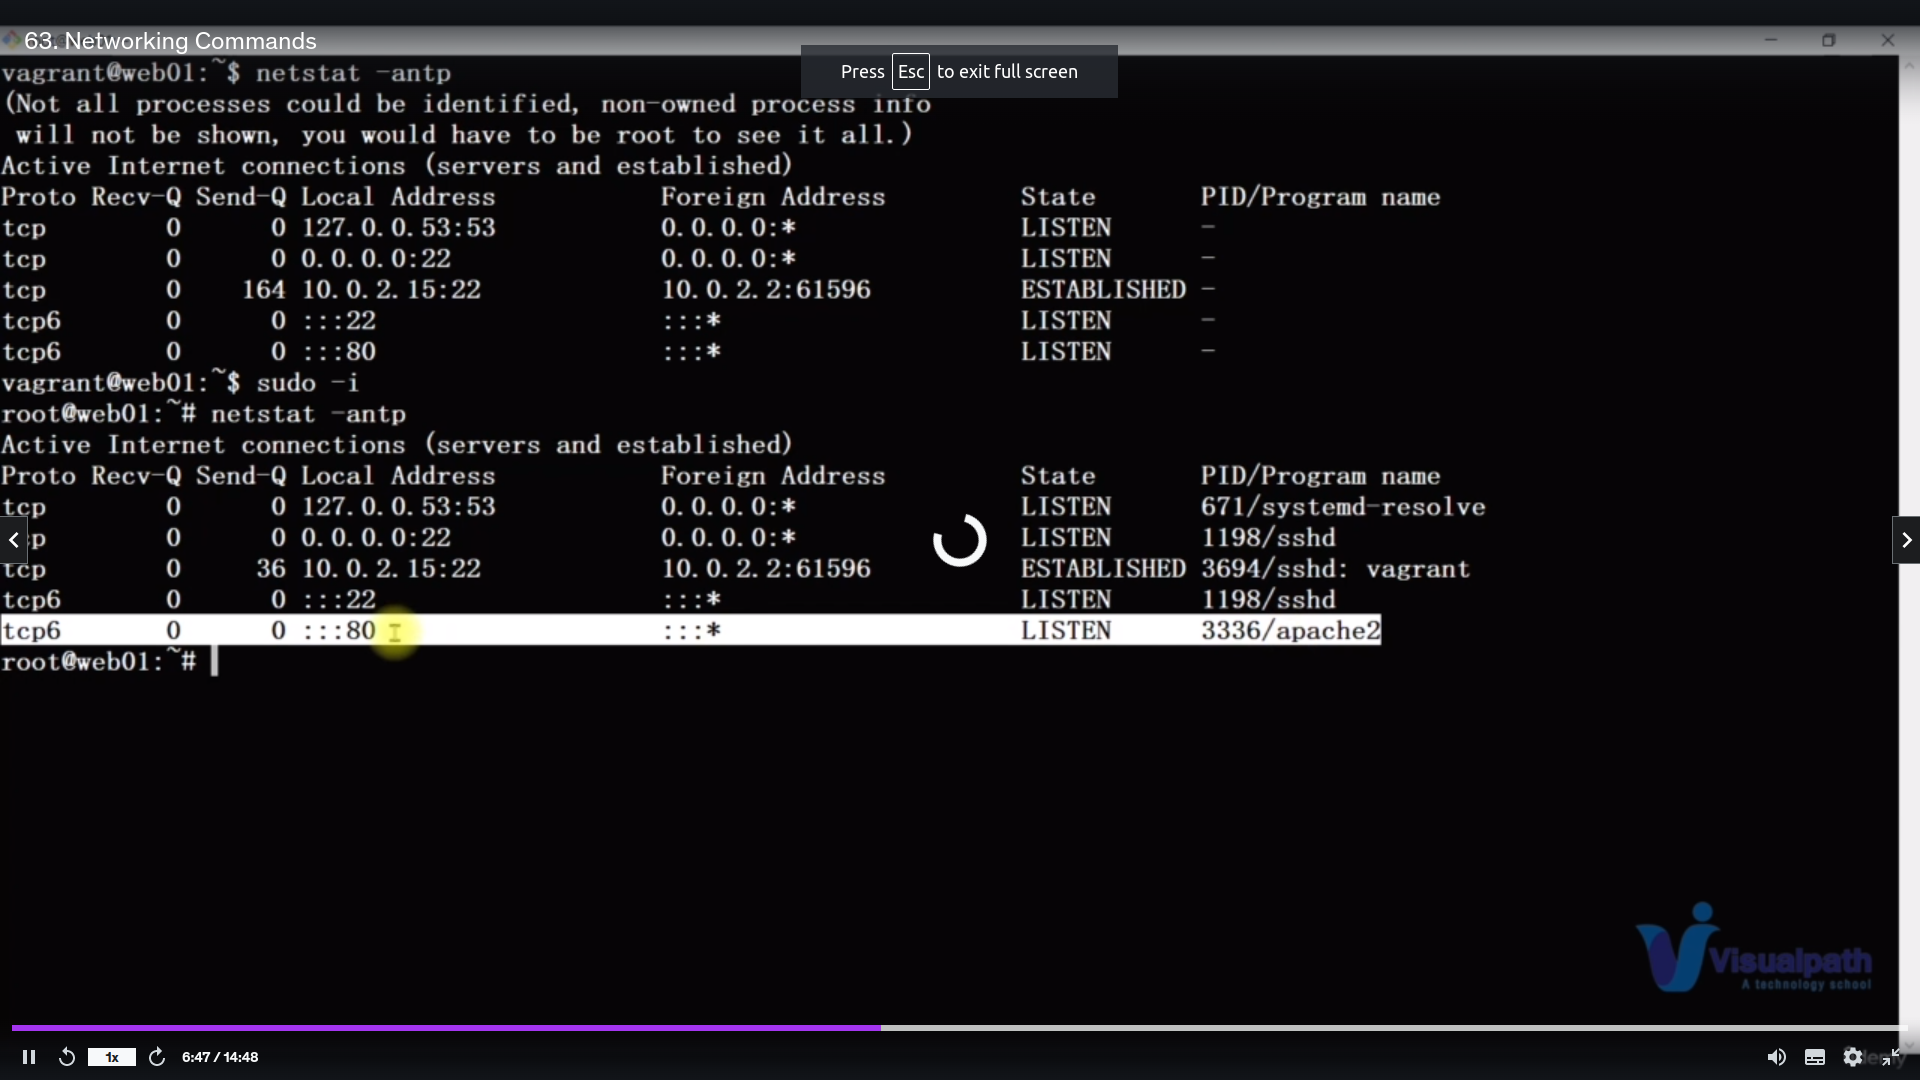 63. Networking Commands
Press Esc to exit full screen
vagrant@web01:~$ netstat -antp
(Not all processes could be identified, non-owned process info
will not be shown, you would have to be root to see it all.)
Active Internet connections (servers and established)
Proto Recv-Q Send-Q Local Address Foreign Address State PID/Program name
tcp 0 0 127.0.0.53:53 0.0.0.0:* LISTEN -
tcp 0 0 0.0.0.0:22 0.0.0.0:* LISTEN -
tcp 0 164 10.0.2.15:22 10.0.2.2:61596 ESTABLISHED -
tcp6 0 0 :::22 :::* LISTEN -
tcp6 0 0 :::80 :::* LISTEN -
vagrant@web01:~$ sudo -i
root@web01:~# netstat -antp
Active Internet connections (servers and established)
Proto Recv-Q Send-Q Local Address Foreign Address State PID/Program name
tcp 0 0 127.0.0.53:53 0.0.0.0:* LISTEN 671/systemd-resolve
tcp 0 0 0.0.0.0:22 0.0.0.0:* LISTEN 1198/sshd
tcp 0 36 10.0.2.15:22 10.0.2.2:61596 ESTABLISHED 3694/sshd: vagrant
tcp6 0 0 :::22 :::* LISTEN 1198/sshd
tcp6 0 0 :::80 :::* LISTEN 3336/apache2
root@web01:~#
Visualpath
A technology school
1x 6:47 / 14:48